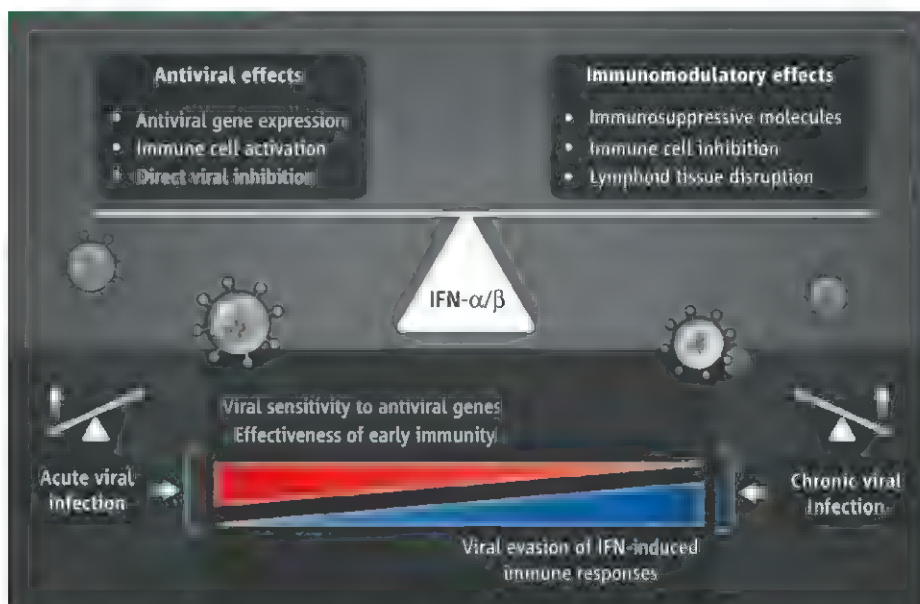 Antiviral effects
• Antiviral gene expression
• Immune cell activation
• Direct viral inhibition
Immunomodulatory effects
• Immunosuppressive molecules
• Immune cell inhibition
• Lymphoid tissue disruption
IFN-α/β
Viral sensitivity to antiviral genes
Effectiveness of early immunity
Acute viral
infection
Chronic viral
Infection
Viral evasion of IFN-induced
immune responses